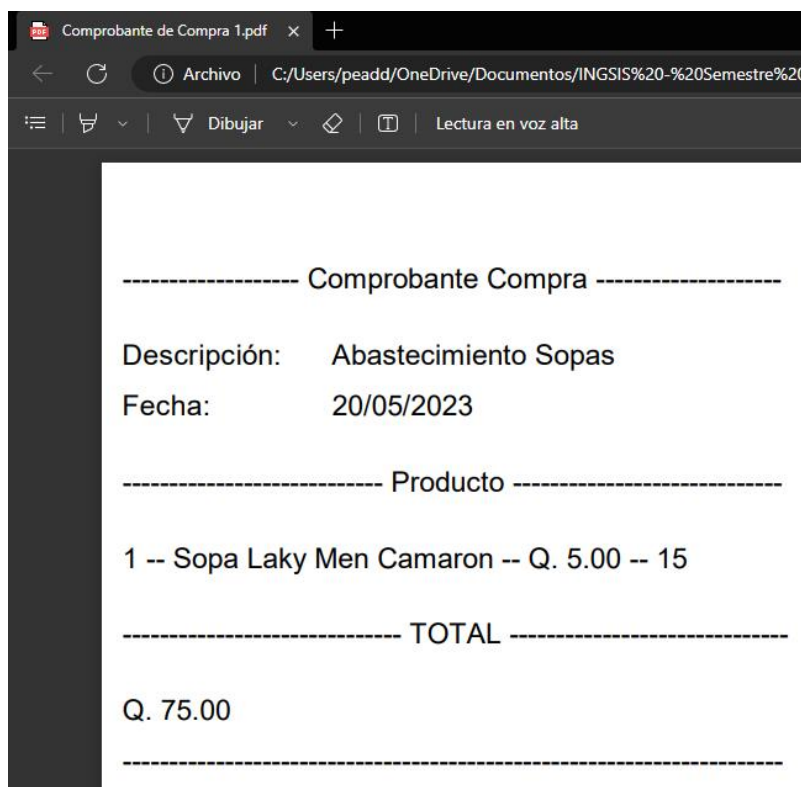 Comprobante de Compra 1.pdf
Archivo | C:/Users/peadd/OneDrive/Documentos/INGSIS%20-%20Semestre%20
Dibujar Lectura en voz alta
------------------- Comprobante Compra --------------------
Descripción: Abastecimiento Sopas
Fecha: 20/05/2023
---------------------------- Producto -----------------------------
1 -- Sopa Laky Men Camaron -- Q. 5.00 -- 15
------------------------------ TOTAL ------------------------------
Q. 75.00
-----------------------------------------------------------------------